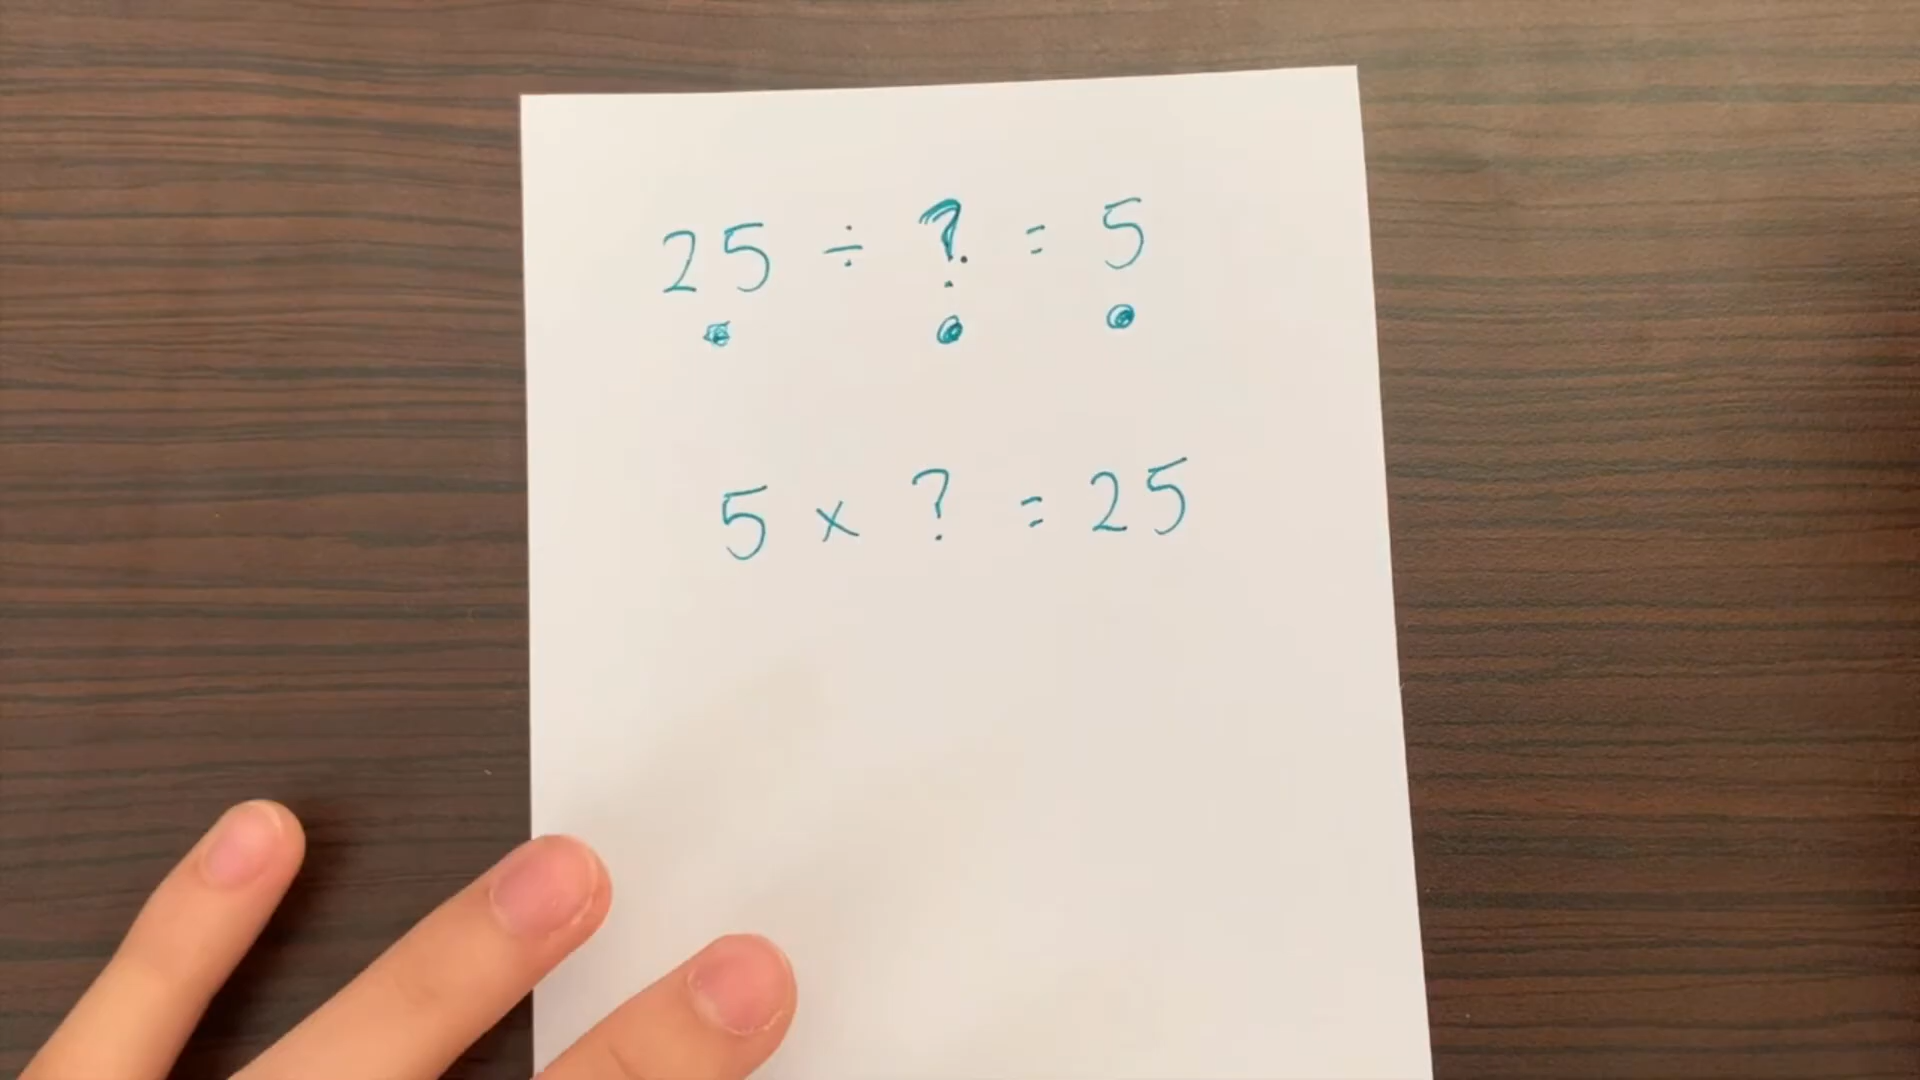 25 ÷ ? = 5
5 × ? = 25